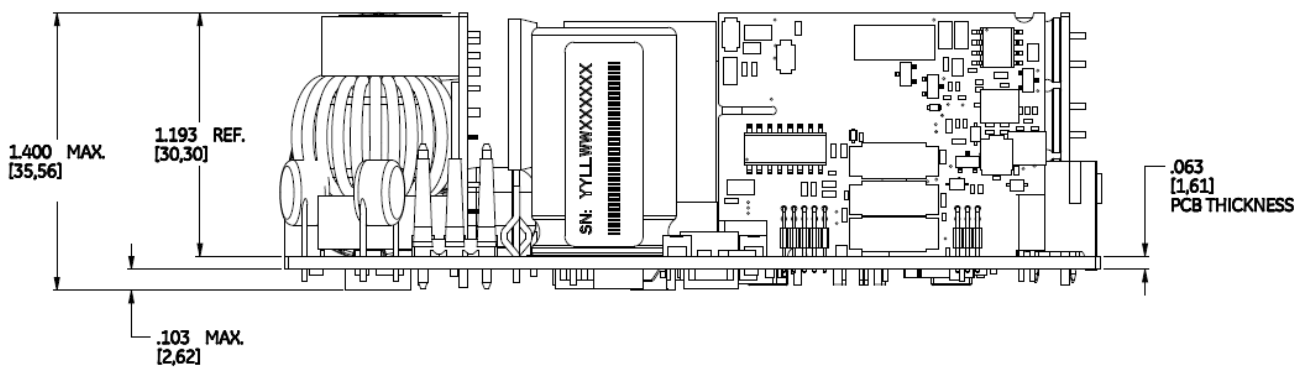 1.400 MAX.
[35,56]
1.193 REF.
[30,30]
SN: YYLLWWXXXXXX
.063
[1,61]
PCB THICKNESS
.103 MAX.
[2,62]